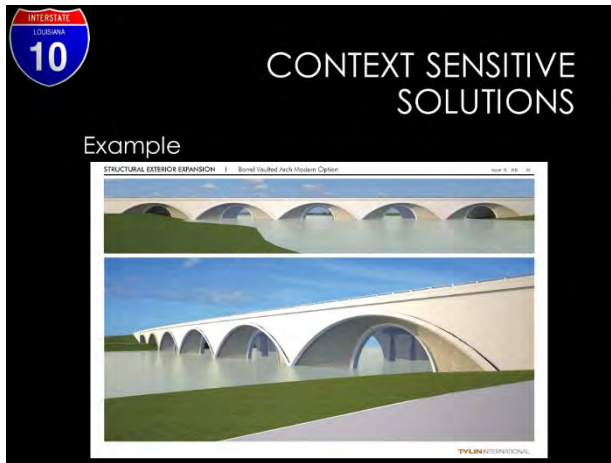 INTERSTATE
LOUISIANA
10
CONTEXT SENSITIVE
SOLUTIONS
Example
STRUCTURAL EXTERIOR EXPANSION | Barrel Vaulted Arch Modern Option
TYLININTERNATIONAL